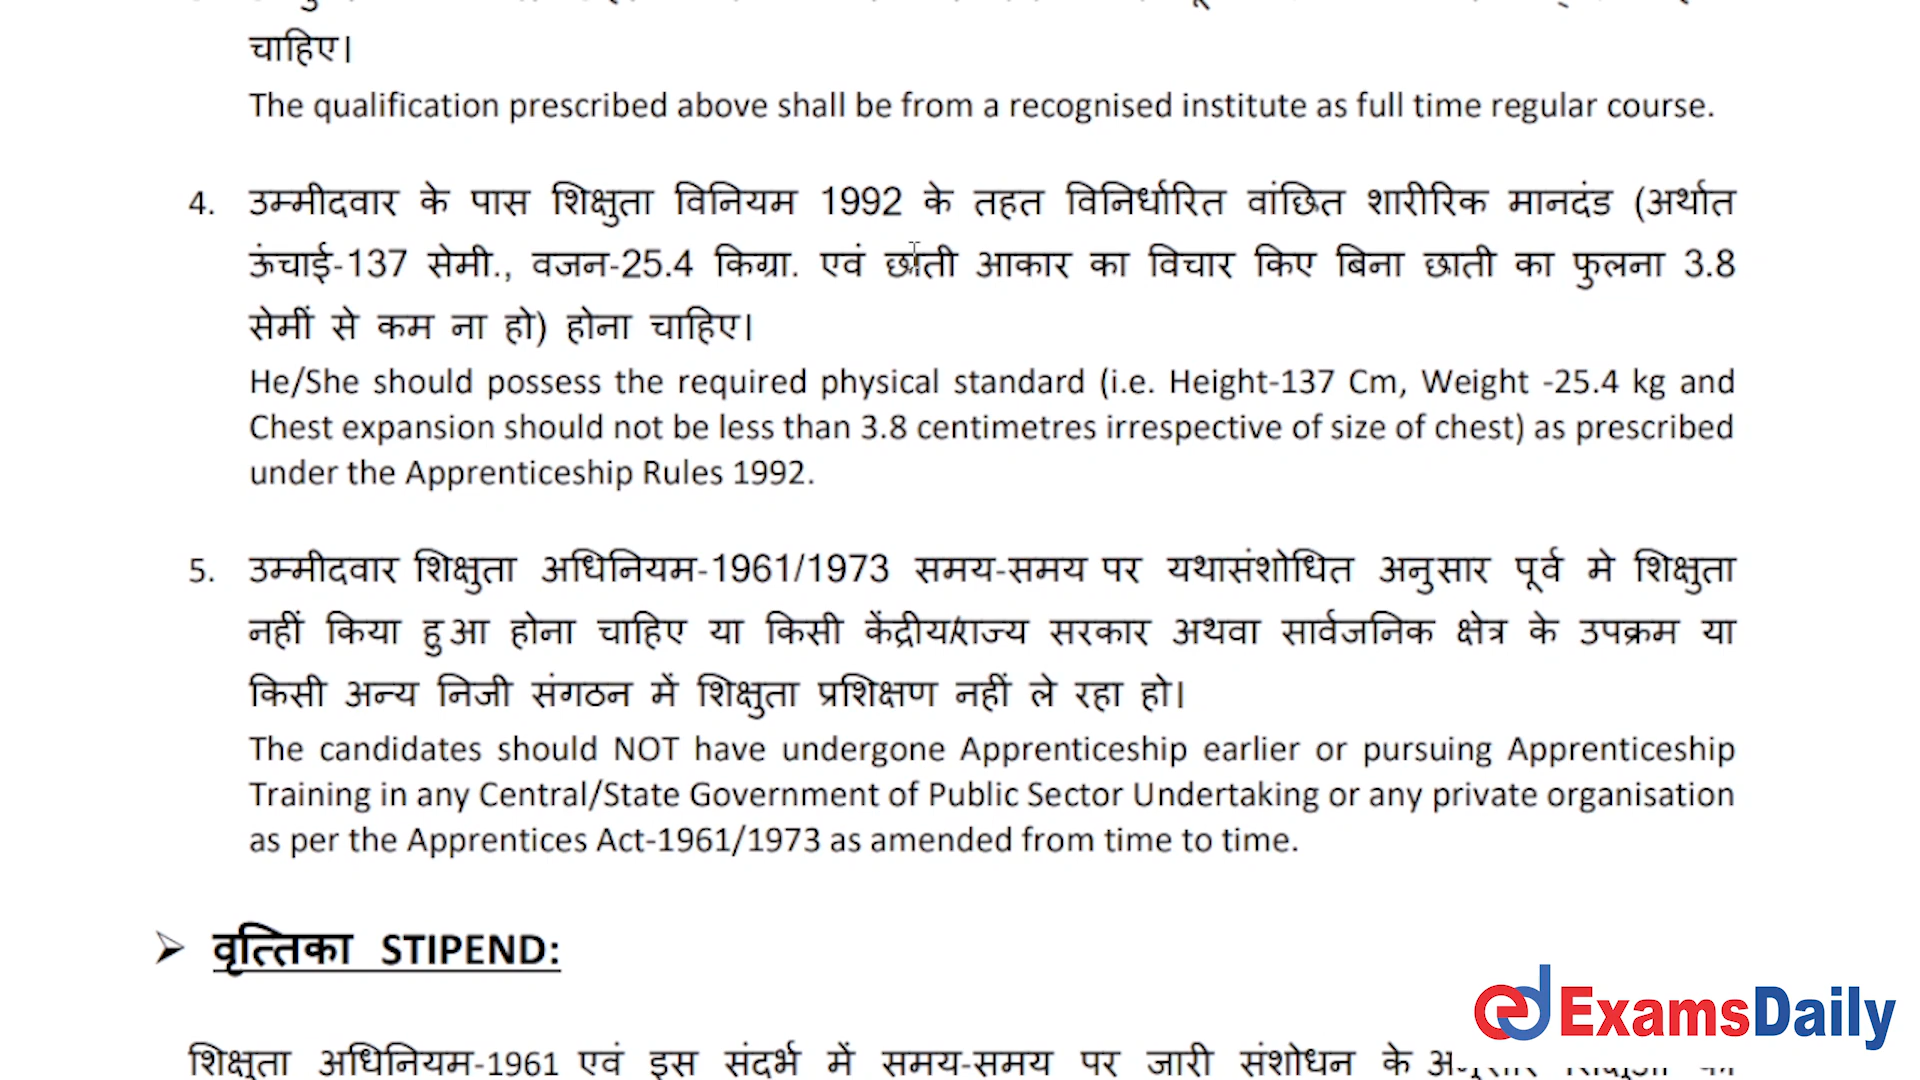 चाहिए।
The qualification prescribed above shall be from a recognised institute as full time regular course.
4. उम्मीदवार के पास शिक्षुता विनियम 1992 के तहत विनिर्धारित वांछित शारीरिक मानदंड (अर्थात
ऊंचाई-137 सेमी., वजन-25.4 किग्रा. एवं छाती आकार का विचार किए बिना छाती का फुलना 3.8
सेमीं से कम ना हो) होना चाहिए।
He/She should possess the required physical standard (i.e. Height-137 Cm, Weight -25.4 kg and
Chest expansion should not be less than 3.8 centimetres irrespective of size of chest) as prescribed
under the Apprenticeship Rules 1992.
5. उम्मीदवार शिक्षुता अधिनियम-1961/1973 समय-समय पर यथासंशोधित अनुसार पूर्व मे शिक्षुता
नहीं किया हुआ होना चाहिए या किसी केंद्रीय/राज्य सरकार अथवा सार्वजनिक क्षेत्र के उपक्रम या
किसी अन्य निजी संगठन में शिक्षुता प्रशिक्षण नहीं ले रहा हो।
The candidates should NOT have undergone Apprenticeship earlier or pursuing Apprenticeship
Training in any Central/State Government of Public Sector Undertaking or any private organisation
as per the Apprentices Act-1961/1973 as amended from time to time.
➢ वृत्तिका STIPEND:
ExamsDaily
शिक्षुता अधिनियम-1961 एवं इस संदर्भ में समय-समय पर जारी संशोधन के